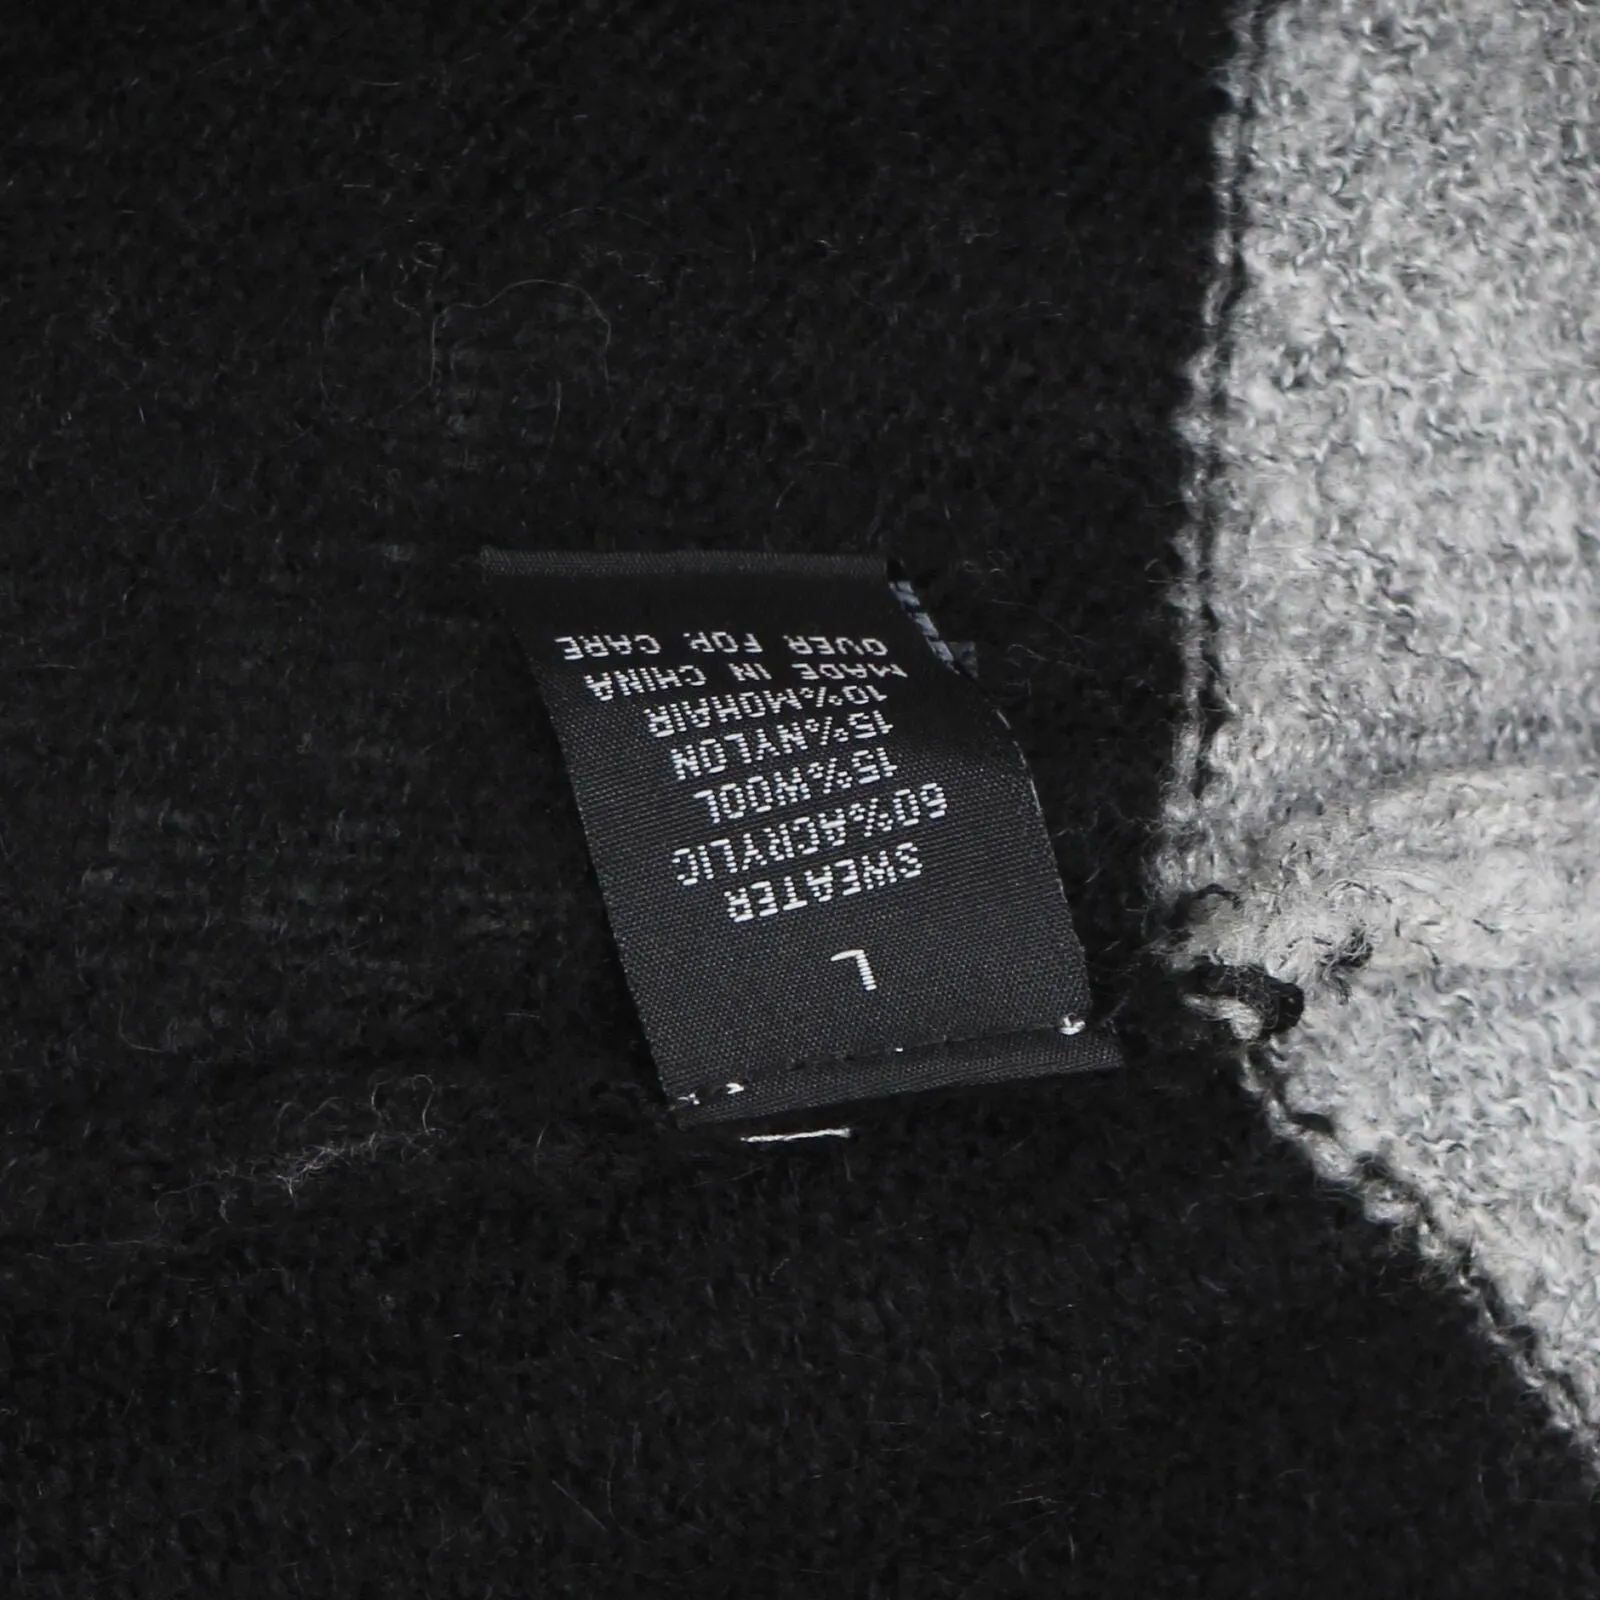 L
SWEATER
60%ACRYLIC
15%WOOL
15%NYLON
10%MOHAIR
MADE IN CHINA
OVER FOR CARE